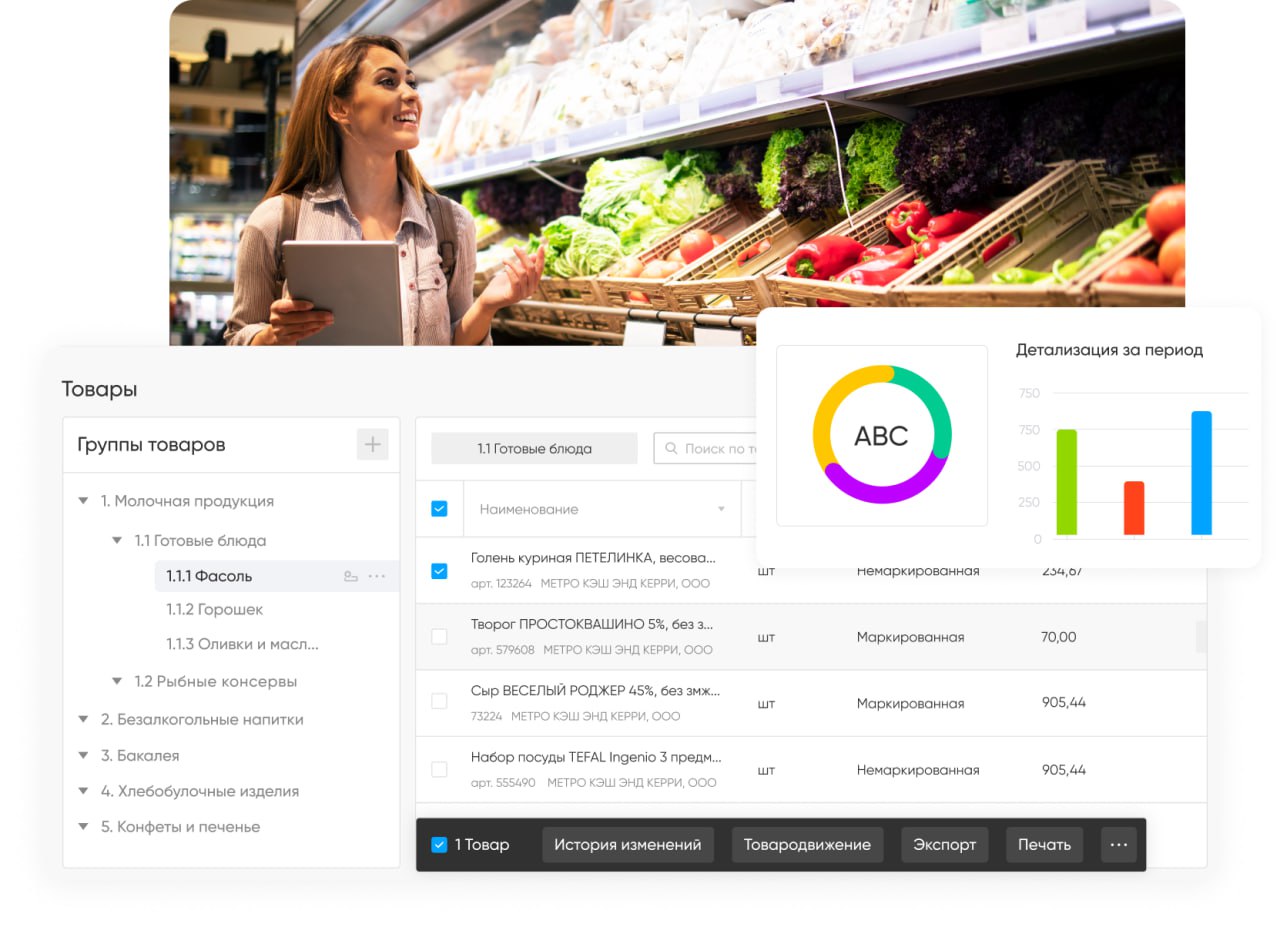 Товары
Группы товаров
1. Молочная продукция
1.1 Готовые блюда
1.1.1 Фасоль
1.1.2 Горошек
1.1.3 Оливки и масл...
1.2 Рыбные консервы
2. Безалкогольные напитки
3. Бакалея
4. Хлебобулочные изделия
5. Конфеты и печенье
1.1 Готовые блюда
Поиск по
Наименование
Голень куриная ПЕТЕЛИНКА, весова...
арт. 123264 МЕТРО КЭШ ЭНД КЕРРИ, ООО
шт Немаркированная 234,67
Творог ПРОСТОКВАШИНО 5%, без з...
арт. 579608 МЕТРО КЭШ ЭНД КЕРРИ, ООО
шт Маркированная 70,00
Сыр ВЕСЕЛЫЙ РОДЖЕР 45%, без змж...
73224 МЕТРО КЭШ ЭНД КЕРРИ, ООО
шт Маркированная 905,44
Набор посуды TEFAL Ingenio 3 предм...
арт. 555490 МЕТРО КЭШ ЭНД КЕРРИ, ООО
шт Немаркированная 905,44
1 Товар История изменений Товародвижение Экспорт Печать ...
ABC
Детализация за период
750
750
500
250
0